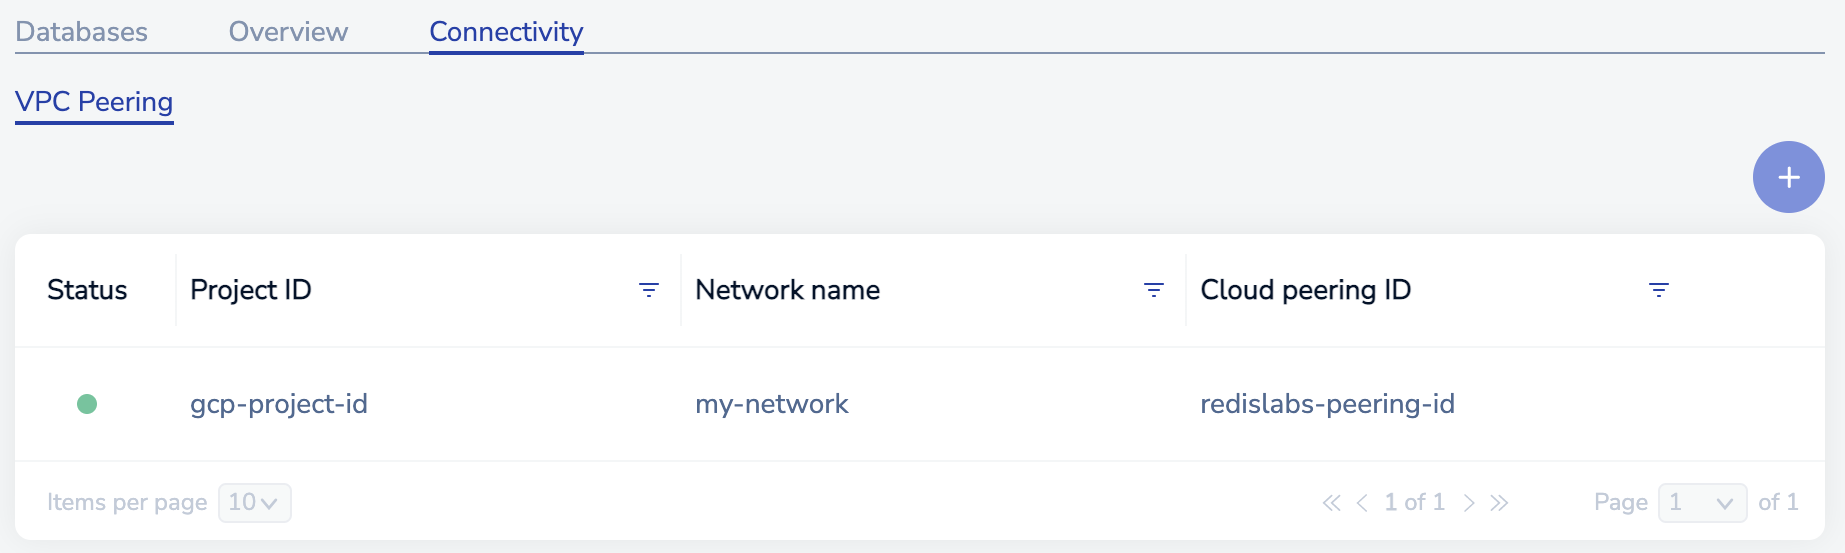 Databases Overview Connectivity
VPC Peering
Status Project ID Network name Cloud peering ID
gcp-project-id my-network redislabs-peering-id
Items per page 10 1 of 1 Page 1 of 1